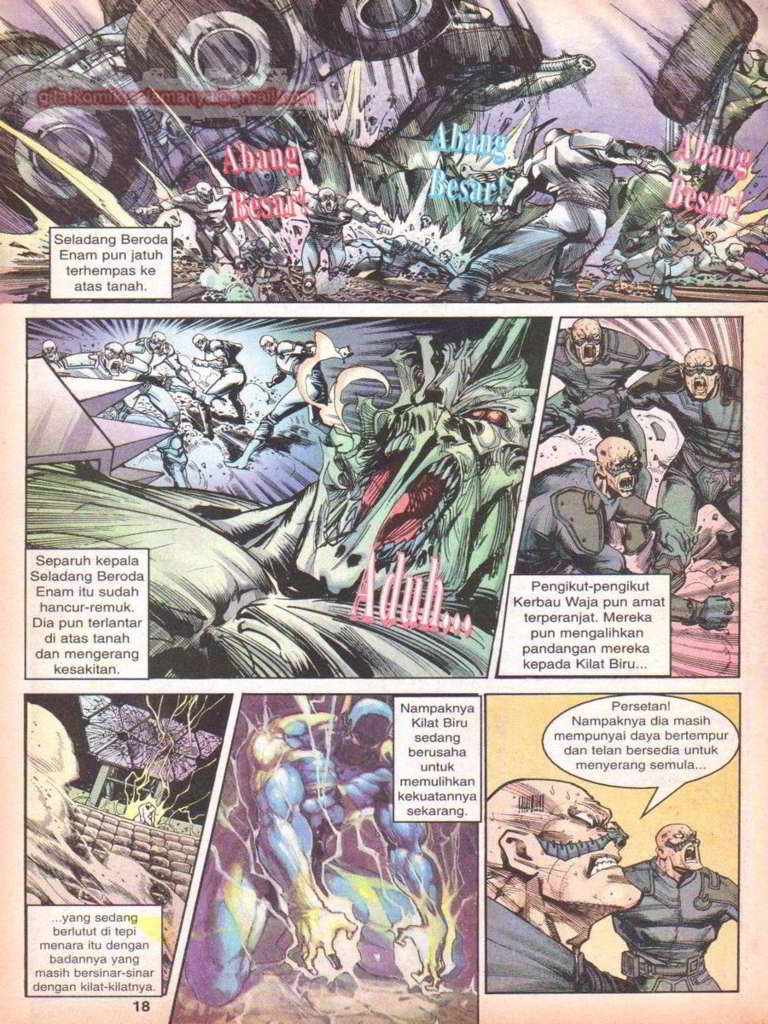 gilakomikselamanya@gmail.com
Abang
Besar!
Abang
Besar!
Abang
Besar!
Seladang Beroda
Enam pun jatuh
terhempas ke
atas tanah.
Separuh kepala
Seladang Beroda
Enam itu sudah
hancur-remuk.
Dia pun terlantar
di atas tanah
dan mengerang
kesakitan.
Aduh...
Pengikut-pengikut
Kerbau Waja pun amat
terperanjat. Mereka
pun mengalihkan
pandangan mereka
kepada Kilat Biru...
...yang sedang
berlutut di tepi
menara itu dengan
badannya yang
masih bersinar-sinar
dengan kilat-kilatnya.
Nampaknya
Kilat Biru
sedang
berusaha
untuk
memulihkan
kekuatannya
sekarang.
Persetan!
Nampaknya dia masih
mempunyai daya bertempur
dan telan bersedia untuk
menyerang semula...
18